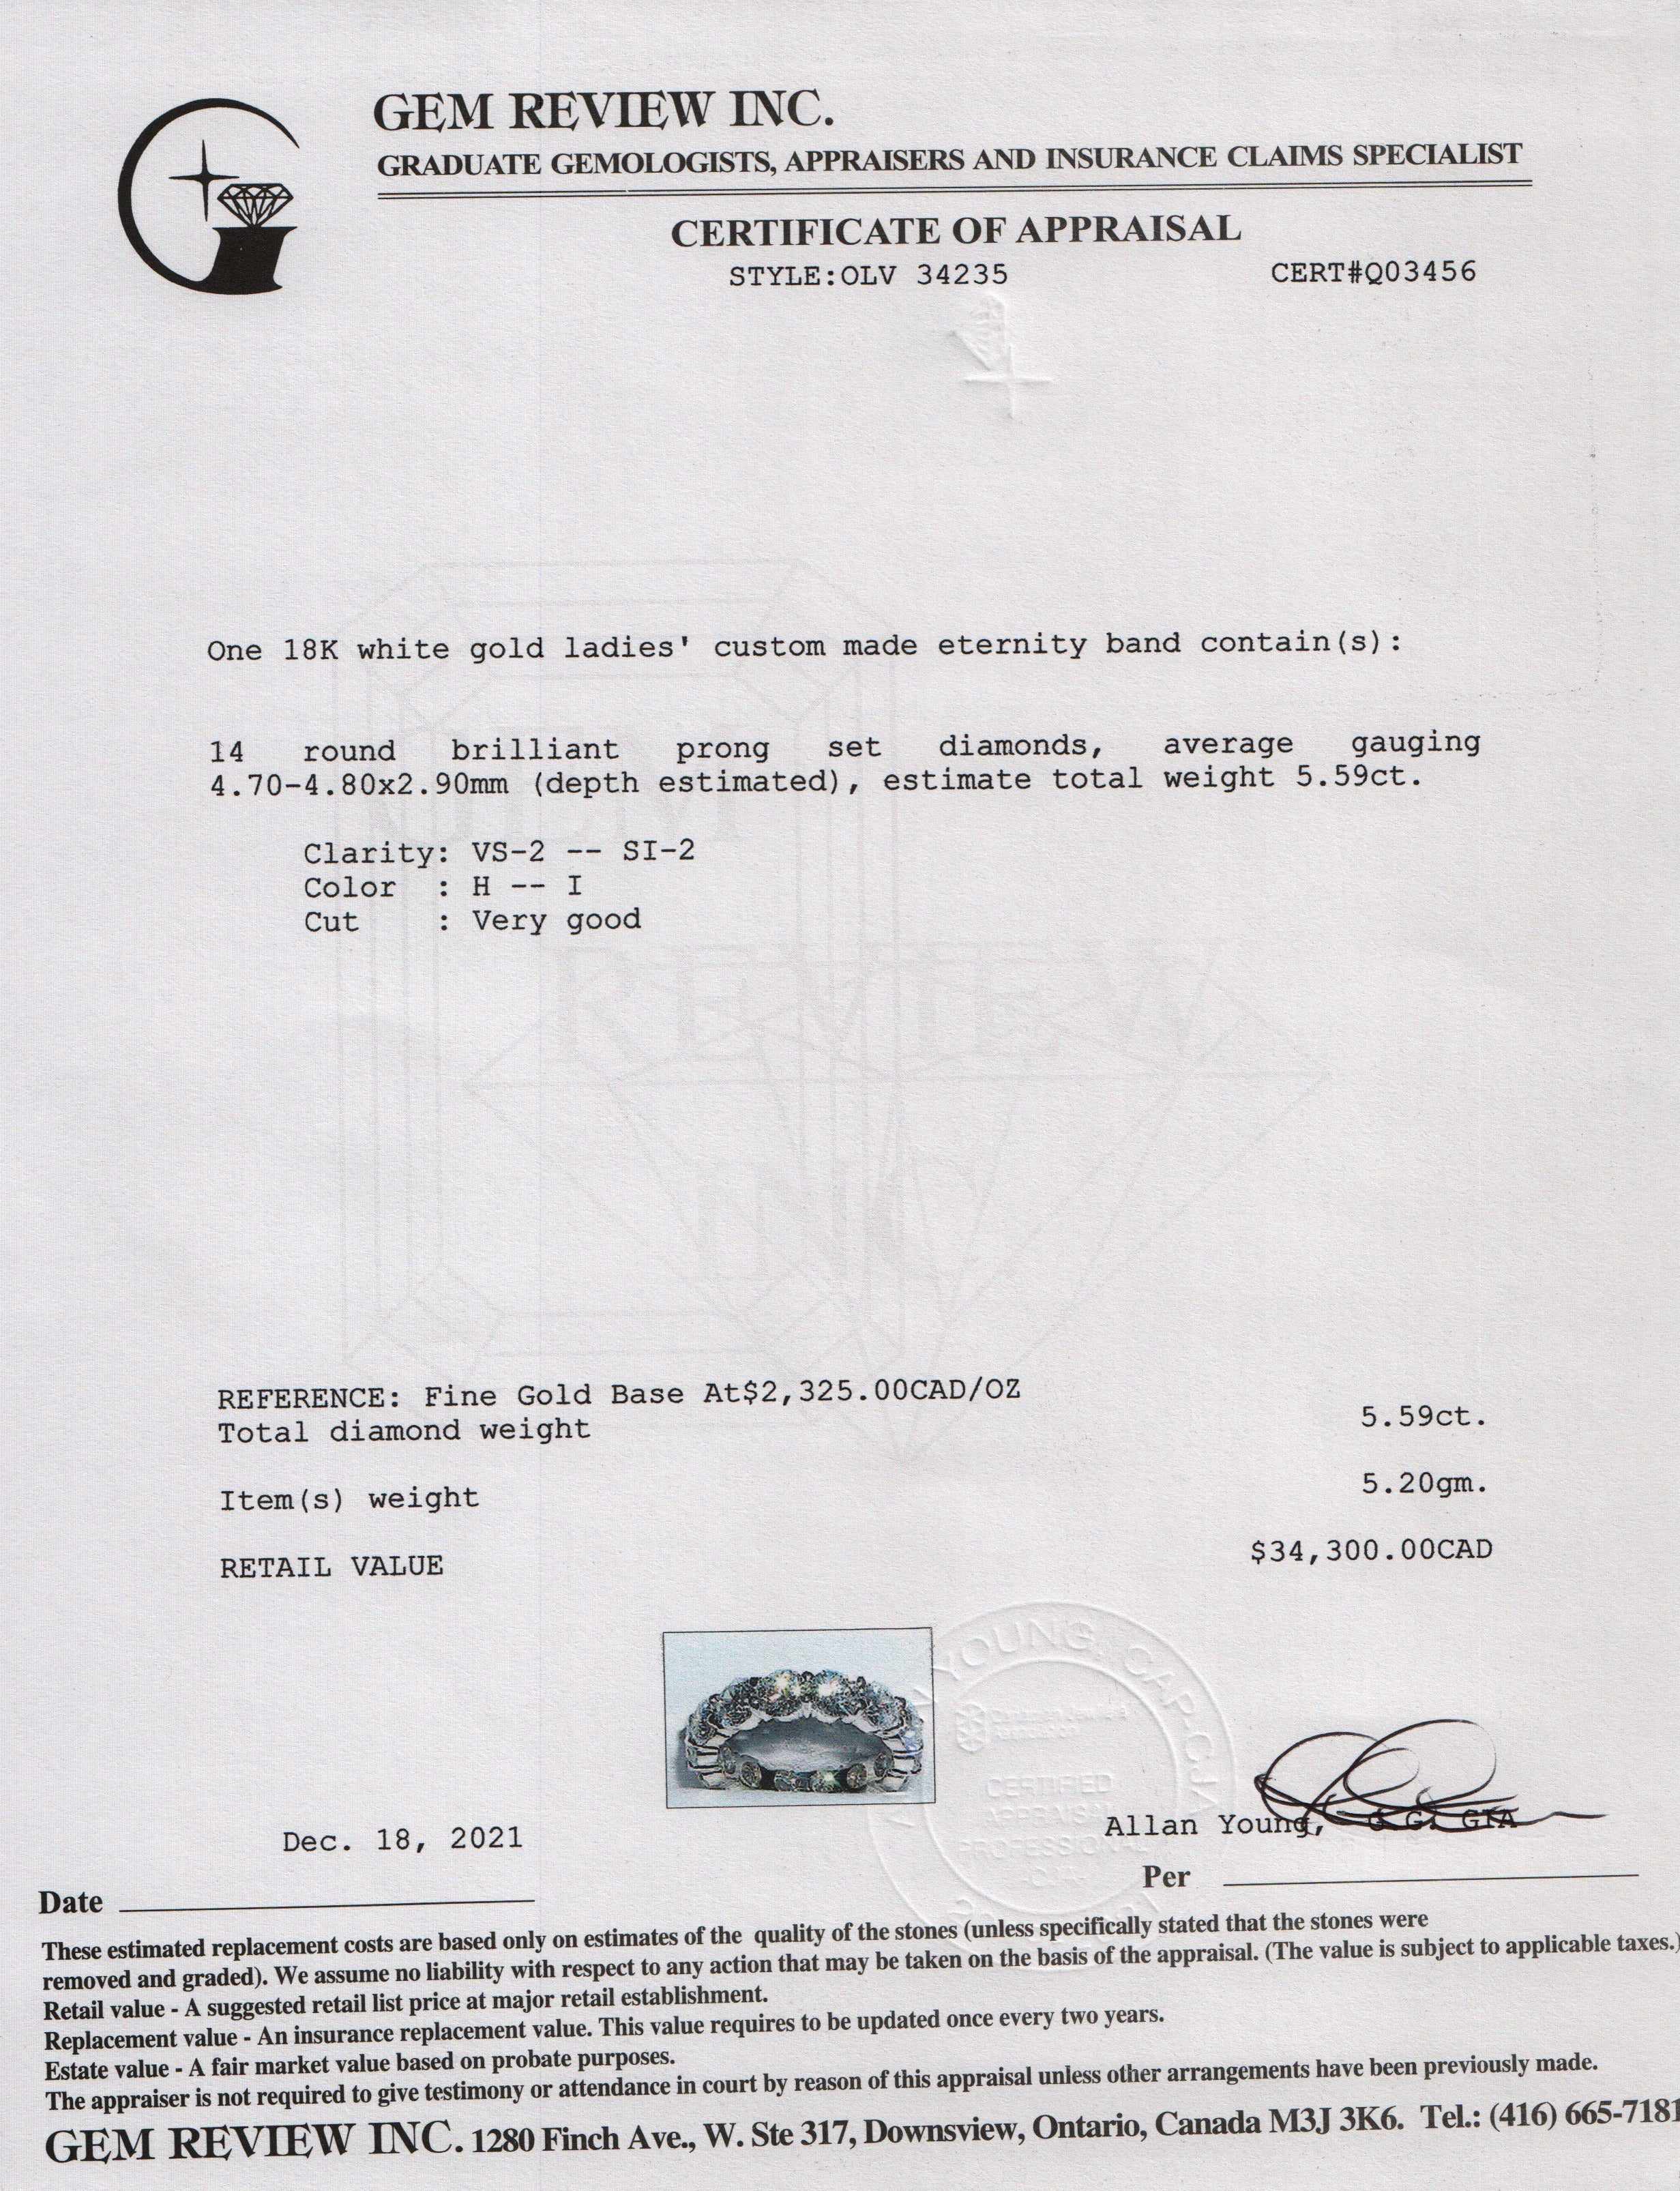 GEM REVIEW INC.
GRADUATE GEMOLOGISTS, APPRAISERS AND INSURANCE CLAIMS SPECIALIST
CERTIFICATE OF APPRAISAL
STYLE:OLV 34235 CERT#Q03456
One 18K white gold ladies' custom made eternity band contain(s):
14 round brilliant prong set diamonds, average gauging
4.70-4.80x2.90mm (depth estimated), estimate total weight 5.59ct.
Clarity: VS-2 -- SI-2
Color : H -- I
Cut : Very good
REVIEW
INC
REFERENCE: Fine Gold Base At$2,325.00CAD/OZ
Total diamond weight 5.59ct.
Item(s) weight 5.20gm.
RETAIL VALUE $34,300.00CAD
YOUNG, CAP-CJA
CERTIFIED
APPRAISAL
PROFESSIONAL
Dec. 18, 2021
Allan Young, G.G. GIA
Date
Per
These estimated replacement costs are based only on estimates of the quality of the stones (unless specifically stated that the stones were
removed and graded). We assume no liability with respect to any action that may be taken on the basis of the appraisal. (The value is subject to applicable taxes.)
Retail value - A suggested retail list price at major retail establishment.
Replacement value - An insurance replacement value. This value requires to be updated once every two years.
Estate value - A fair market value based on probate purposes.
The appraiser is not required to give testimony or attendance in court by reason of this appraisal unless other arrangements have been previously made.
GEM REVIEW INC. 1280 Finch Ave., W. Ste 317, Downsview, Ontario, Canada M3J 3K6. Tel.: (416) 665-7181